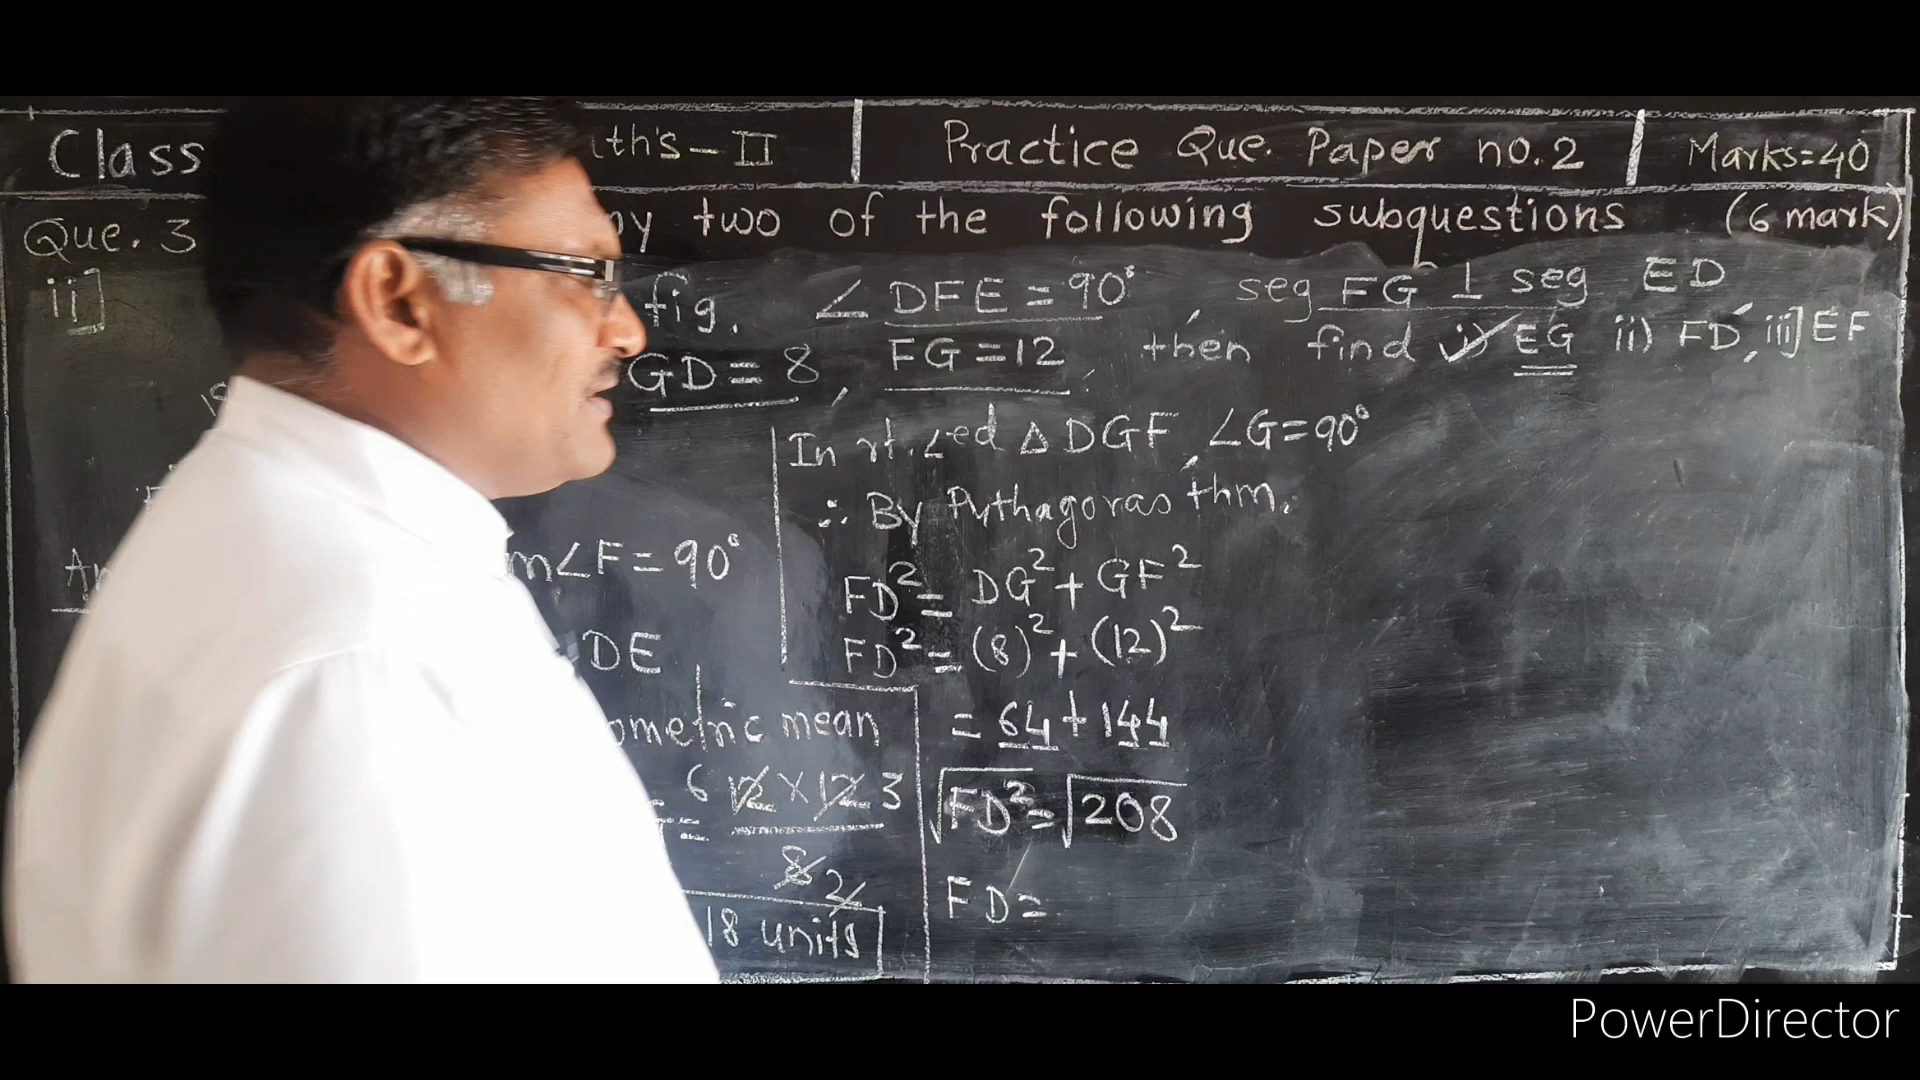 Class ths-II Practice Que. Paper no. 2 Marks=40
Que. 3 two of the following subquestions (6 mark)
ii] fig. ∠DFE = 90°, seg FG ⊥ seg ED
GD = 8, FG = 12, then find i) EG ii) FD, iii] EF
In rt. ∠ed △DGF, ∠G=90°
∴ By Pythagoras thm.
FD² = DG² + GF²
FD² = (8)² + (12)²
= 64 + 144
√FD² = √208
FD =
m∠F = 90°
DE
ometric mean
= 6 12 × 12 3
8 2
18 units
PowerDirector